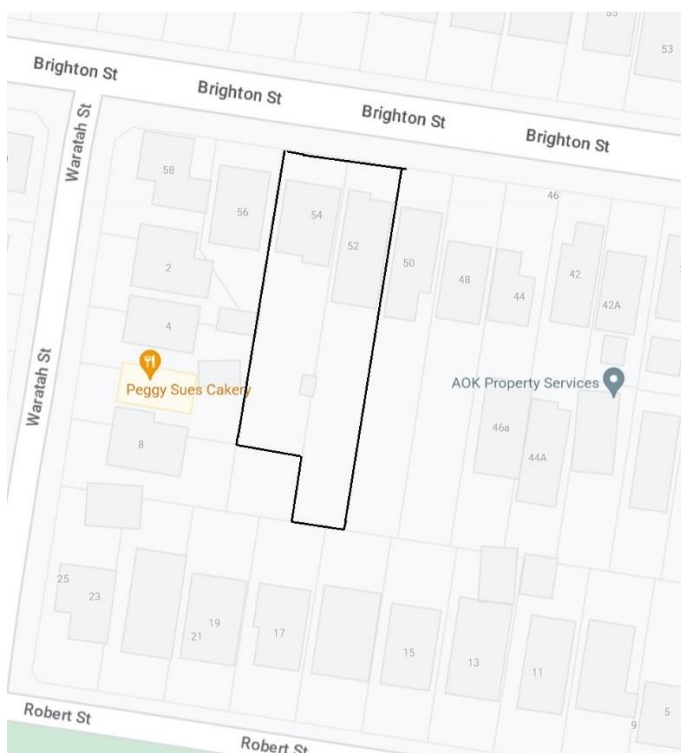 55
53
Brighton St
Brighton St
Brighton St
Brighton St
Waratah St
58
56
54
52
50
48
46
44
42
42A
2
4
Peggy Sues Cakery
AOK Property Services
Waratah St
8
46a
44A
25
23
21
19
17
15
13
11
9
5
Robert St
Robert St